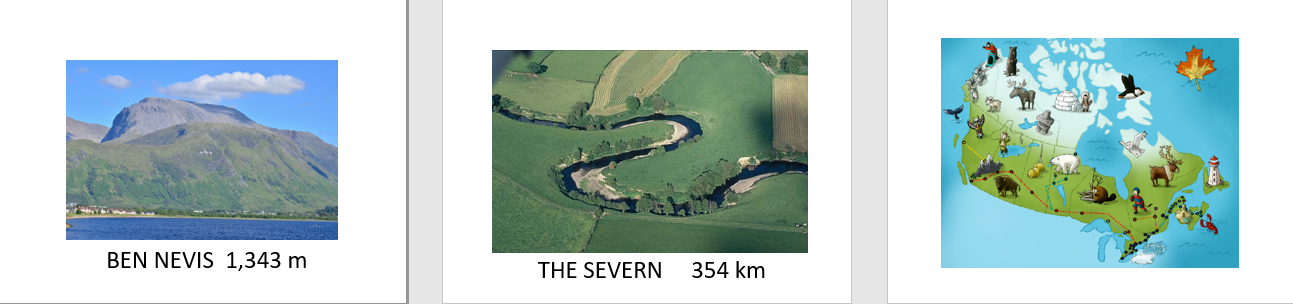 BEN NEVIS 1,343 m
THE SEVERN 354 km